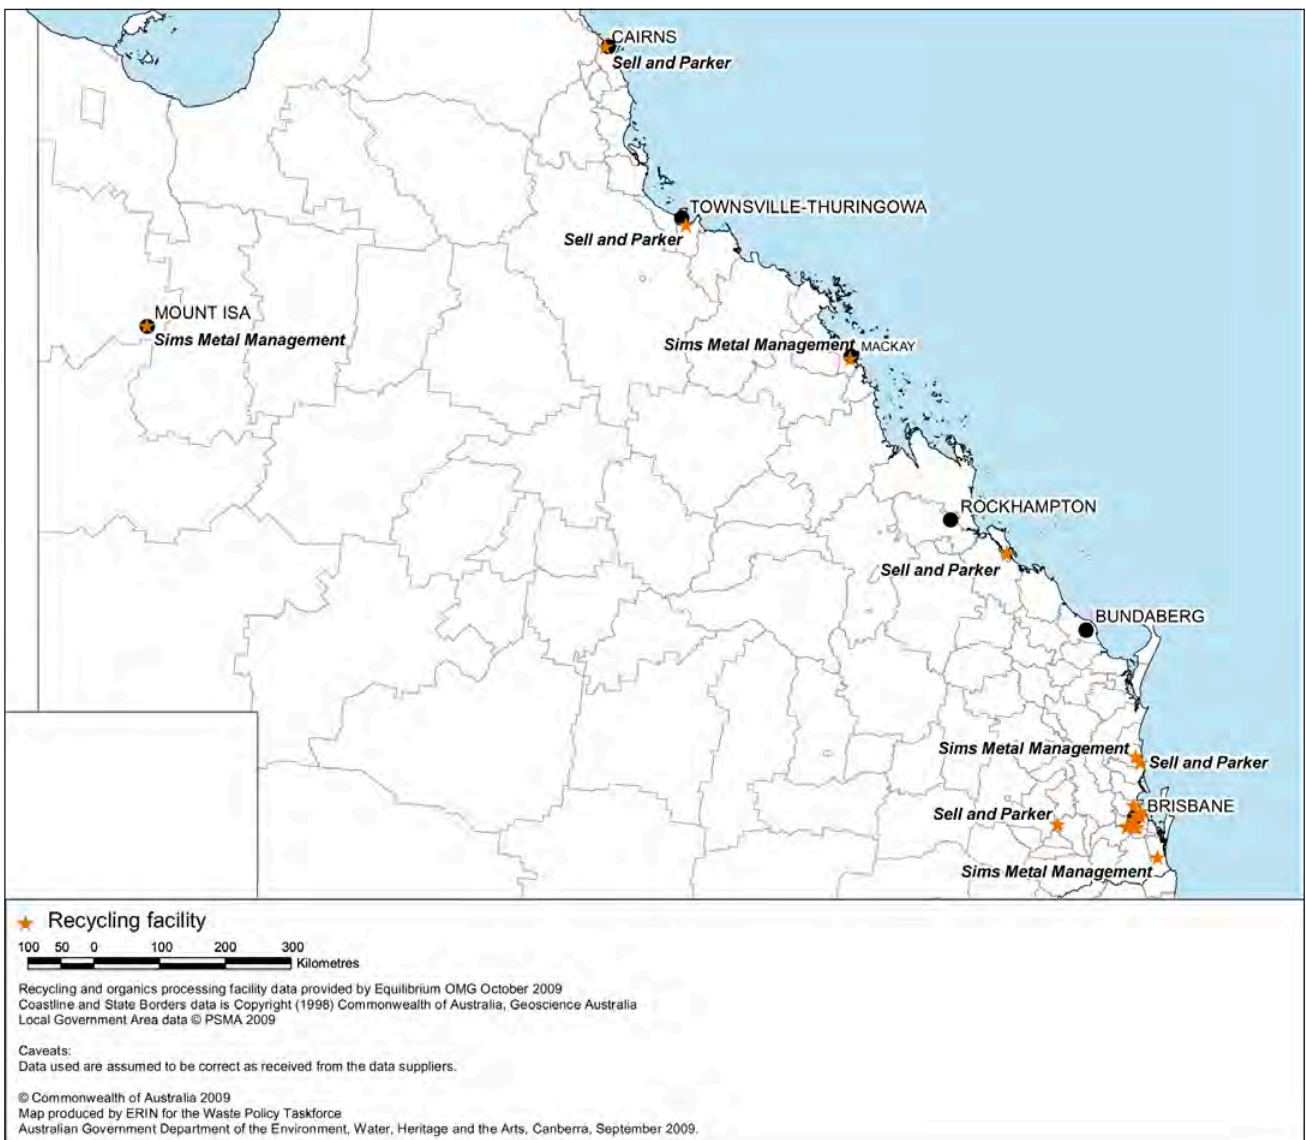 CAIRNS
Sell and Parker
TOWNSVILLE-THURINGOWA
Sell and Parker
MOUNT ISA
Sims Metal Management
Sims Metal Management
MACKAY
ROCKHAMPTON
Sell and Parker
BUNDABERG
Sims Metal Management
Sell and Parker
BRISBANE
Sell and Parker
Sims Metal Management
Recycling facility
100 50 0 100 200 300
Kilometres
Recycling and organics processing facility data provided by Equilibrium OMG October 2009
Coastline and State Borders data is Copyright (1998) Commonwealth of Australia, Geoscience Australia
Local Government Area data © PSMA 2009
Caveats:
Data used are assumed to be correct as received from the data suppliers.
© Commonwealth of Australia 2009
Map produced by ERIN for the Waste Policy Taskforce
Australian Government Department of the Environment, Water, Heritage and the Arts, Canberra, September 2009.